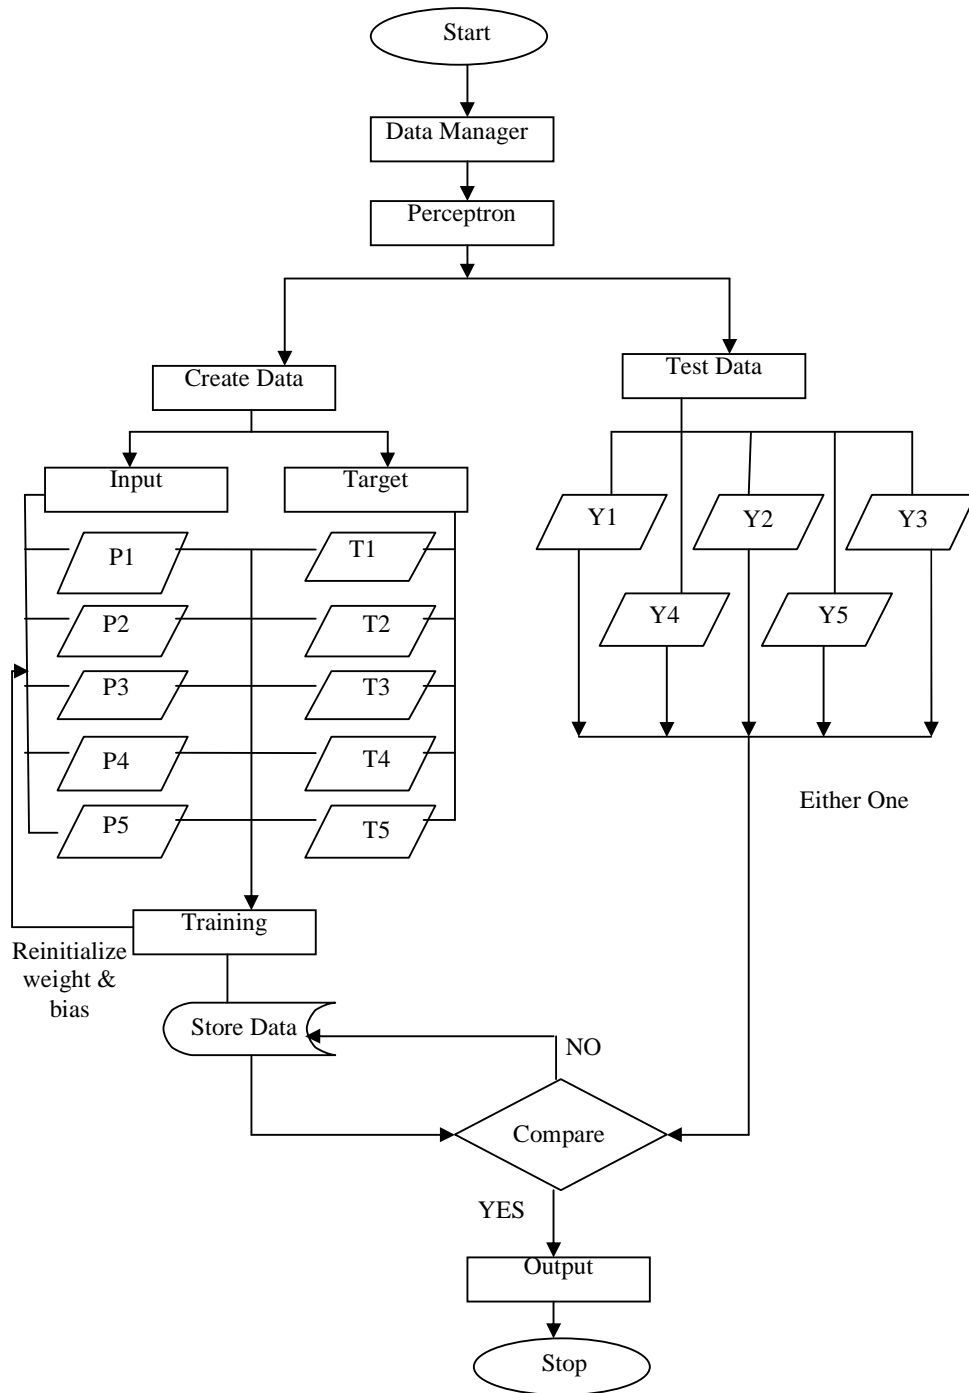 Start
Data Manager
Perceptron
Create Data
Test Data
Input
Target
Y1
Y2
Y3
P1
T1
P2
T2
Y4
Y5
P3
T3
P4
T4
Either One
P5
T5
Training
Reinitialize
weight &
bias
Store Data
NO
Compare
YES
Output
Stop